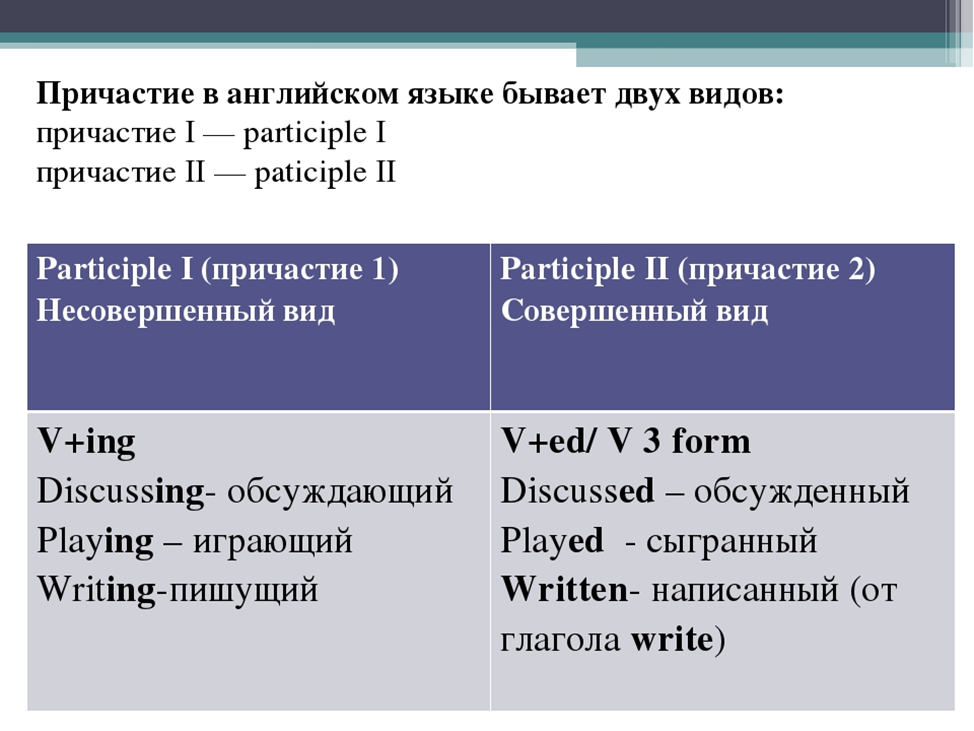 Причастие в английском языке бывает двух видов:
причастие I — participle I
причастие II — paticiple II
Participle I (причастие 1)
Несовершенный вид
Participle II (причастие 2)
Совершенный вид
V+ing
Discussing- обсуждающий
Playing – играющий
Writing-пишущий
V+ed/ V 3 form
Discussed – обсужденный
Played  - сыгранный
Written- написанный (от
глагола write)